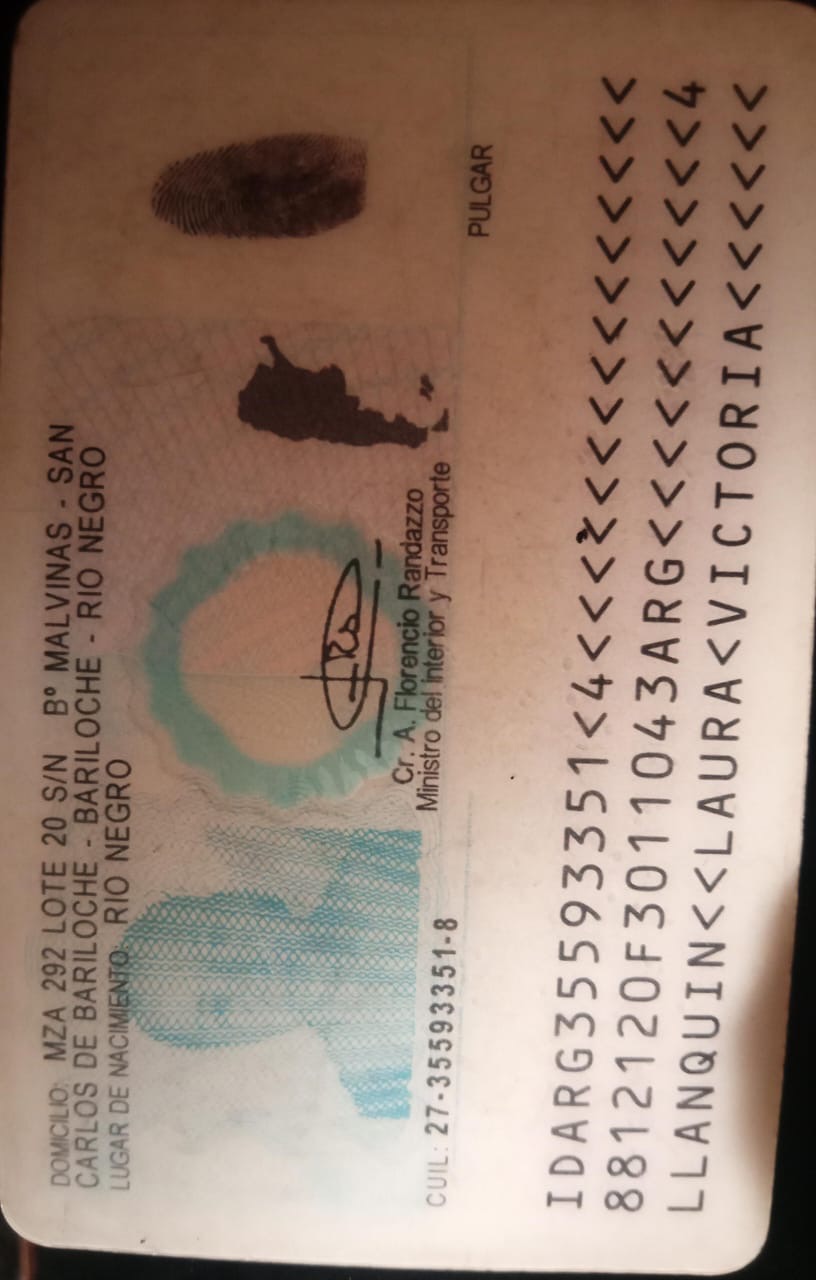 DOMICILIO: MZA 292 LOTE 20 S/N Bº MALVINAS - SAN
CARLOS DE BARILOCHE - BARILOCHE - RIO NEGRO
LUGAR DE NACIMIENTO: RIO NEGRO
Cr. A. Florencio Randazzo
Ministro del Interior y Transporte
PULGAR
CUIL: 27-35593351-8
IDARG35593351<4<<<<<<<<<<<<<<<
8812120F3011043ARG<<<<<<<<<<<4
LLANQUIN<<LAURA<VICTORIA<<<<<<